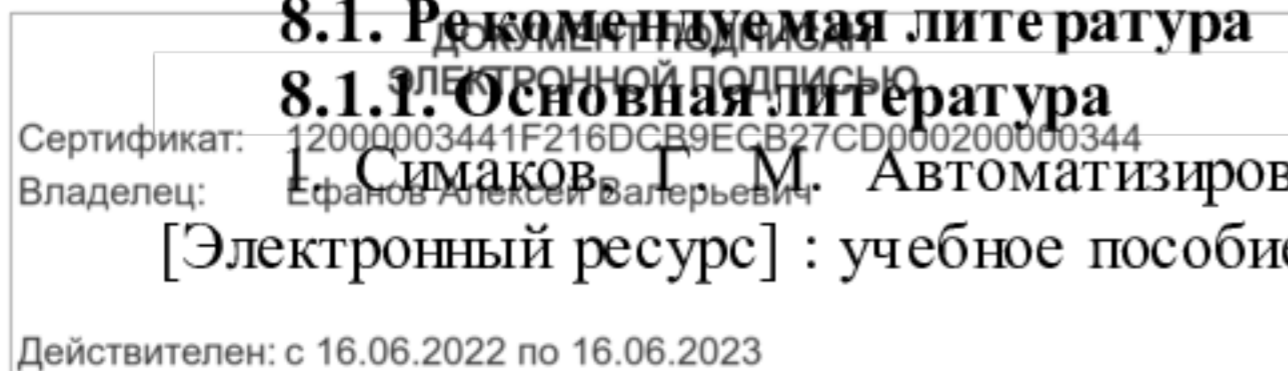 8.1. Рекомендуемая литература
ДОКУМЕНТ ПОДПИСАН
ЭЛЕКТРОННОЙ ПОДПИСЬЮ
8.1.1. Основная литература
Сертификат: 12000003441F216DCB9ECB27CD000200000344
1. Симаков, Г. М. Автоматизиров
Владелец: Ефанов Алексей Валерьевич
[Электронный ресурс] : учебное пособие
Действителен: с 16.06.2022 по 16.06.2023